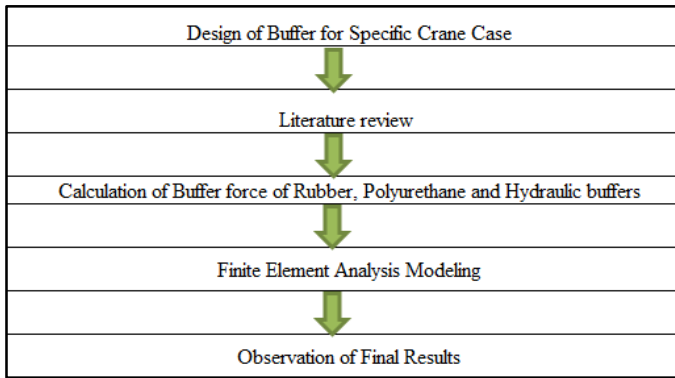 Design of Buffer for Specific Crane Case
Literature review
Calculation of Buffer force of Rubber, Polyurethane and Hydraulic buffers
Finite Element Analysis Modeling
Observation of Final Results